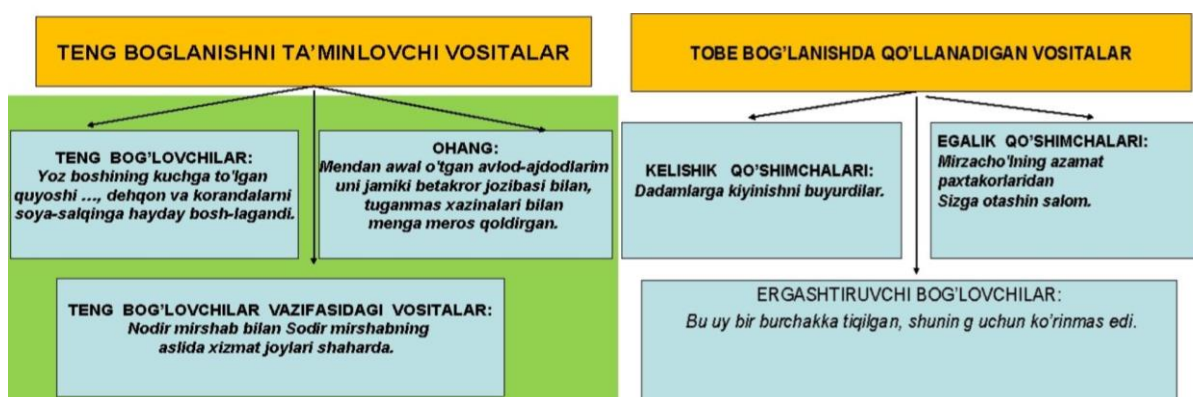 TENG BOGLANISHNI TA'MINLOVCHI VOSITALAR
TENG BOG'LOVCHILAR:
Yoz boshining kuchga to'lgan
quyoshi ..., dehqon va korandalarni
soya-salqinga hayday bosh-lagandi.
OHANG:
Mendan awal o'tgan avlod-ajdodlarim
uni jamiki betakror jozibasi bilan,
tuganmas xazinalari bilan
menga meros qoldirgan.
TENG BOG'LOVCHILAR VAZIFASIDAGI VOSITALAR:
Nodir mirshab bilan Sodir mirshabning
aslida xizmat joylari shaharda.
TOBE BOG'LANISHDA QO'LLANADIGAN VOSITALAR
KELISHIK QO'SHIMCHALARI:
Dadamlarga kiyinishni buyurdilar.
EGALIK QO'SHIMCHALARI:
Mirzacho'lning azamat
paxtakorlaridan
Sizga otashin salom.
ERGASHTIRUVCHI BOG'LOVCHILAR:
Bu uy bir burchakka tiqilgan, shunin g uchun ko'rinmas edi.